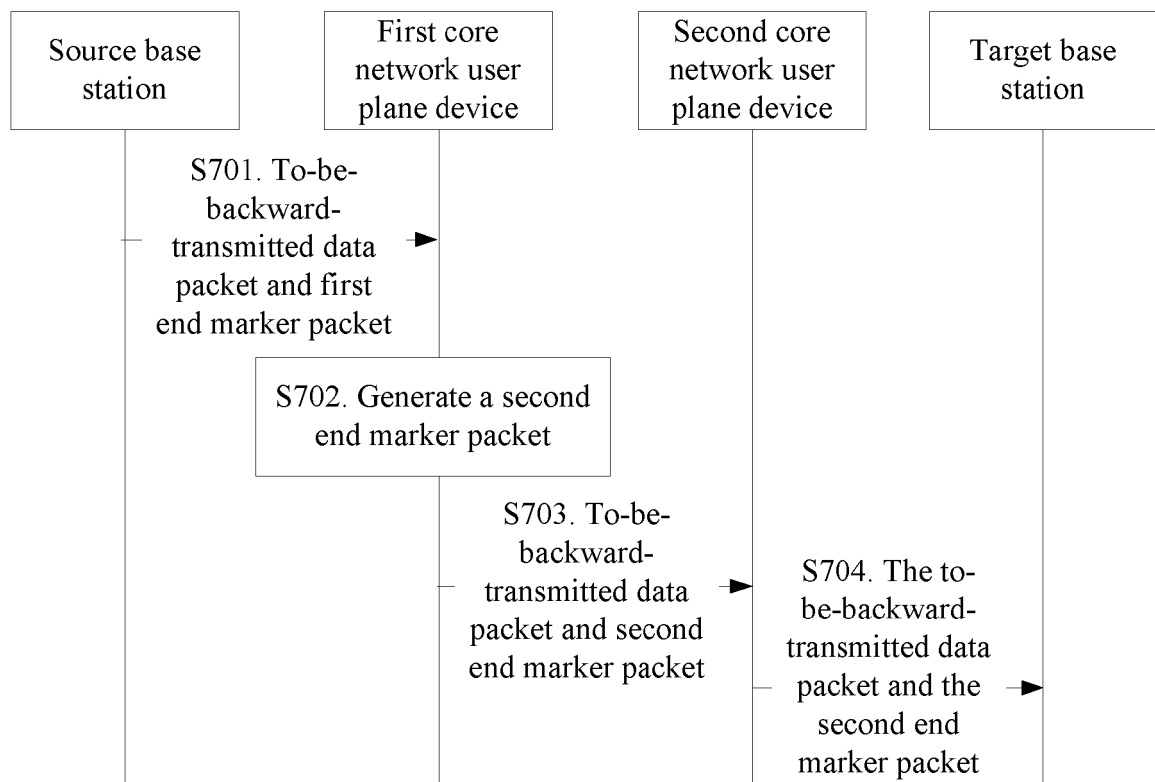 Source base
station
First core
network user
plane device
Second core
network user
plane device
Target base
station
S701. To-be-
backward-
transmitted data
packet and first
end marker packet
S702. Generate a second
end marker packet
S703. To-be-
backward-
transmitted data
packet and second
end marker packet
S704. The to-
be-backward-
transmitted data
packet and the
second end
marker packet